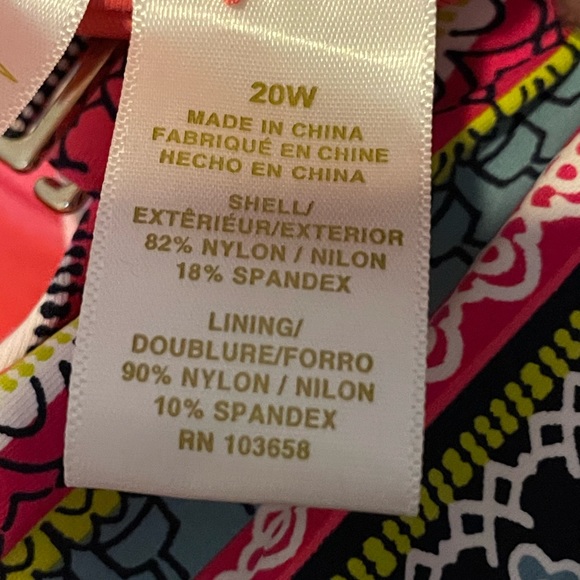 20W
MADE IN CHINA
FABRIQUÉ EN CHINE
HECHO EN CHINA
SHELL/
EXTÊRIÉUR/EXTERIOR
82% NYLON / NILON
18% SPANDEX
LINING/
DOUBLURE/FORRO
90% NYLON / NILON
10% SPANDEX
RN 103658